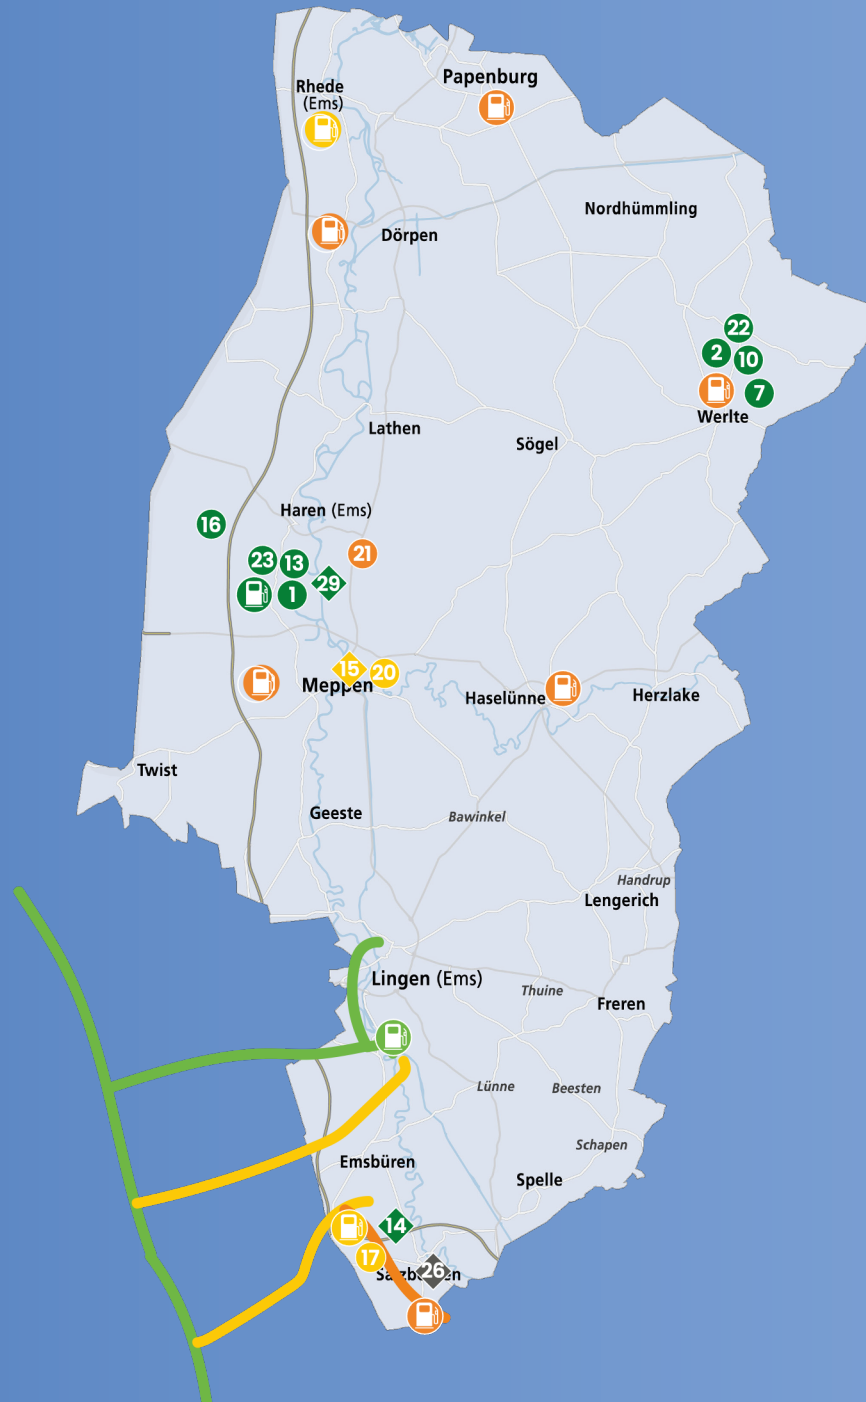 Papenburg
Rhede
(Ems)
Nordhümmling
Dörpen
22
2
10
7
Werlte
Lathen
Sögel
Haren (Ems)
16
23
13
21
29
1
15
20
Meppen
Haselünne
Herzlake
Twist
Geeste
Bawinkel
Handrup
Lengerich
Lingen (Ems)
Thuine
Freren
Lünne
Beesten
Schapen
Emsbüren
Spelle
14
17
26